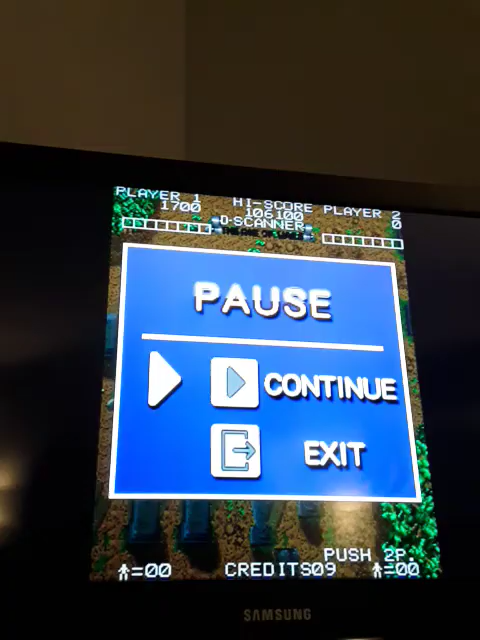 PLAYER 1 HI-SCORE PLAYER 2
1700 106100 0
D-SCANNER
PAUSE
CONTINUE
EXIT
PUSH 2P.
=00 CREDITS09 =00
SAMSUNG